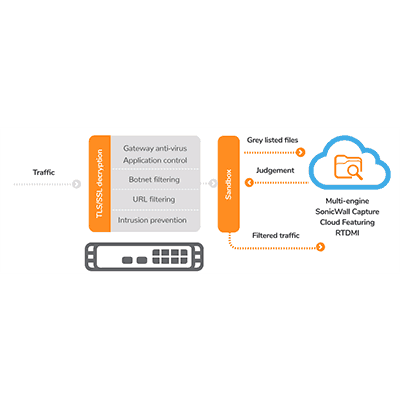 Traffic
TLS/SSL decryption
Gateway anti-virus
Application control
Botnet filtering
URL filtering
Intrusion prevention
Sandbox
Grey listed files
Judgement
Filtered traffic
Multi-engine
SonicWall Capture
Cloud Featuring
RTDMI